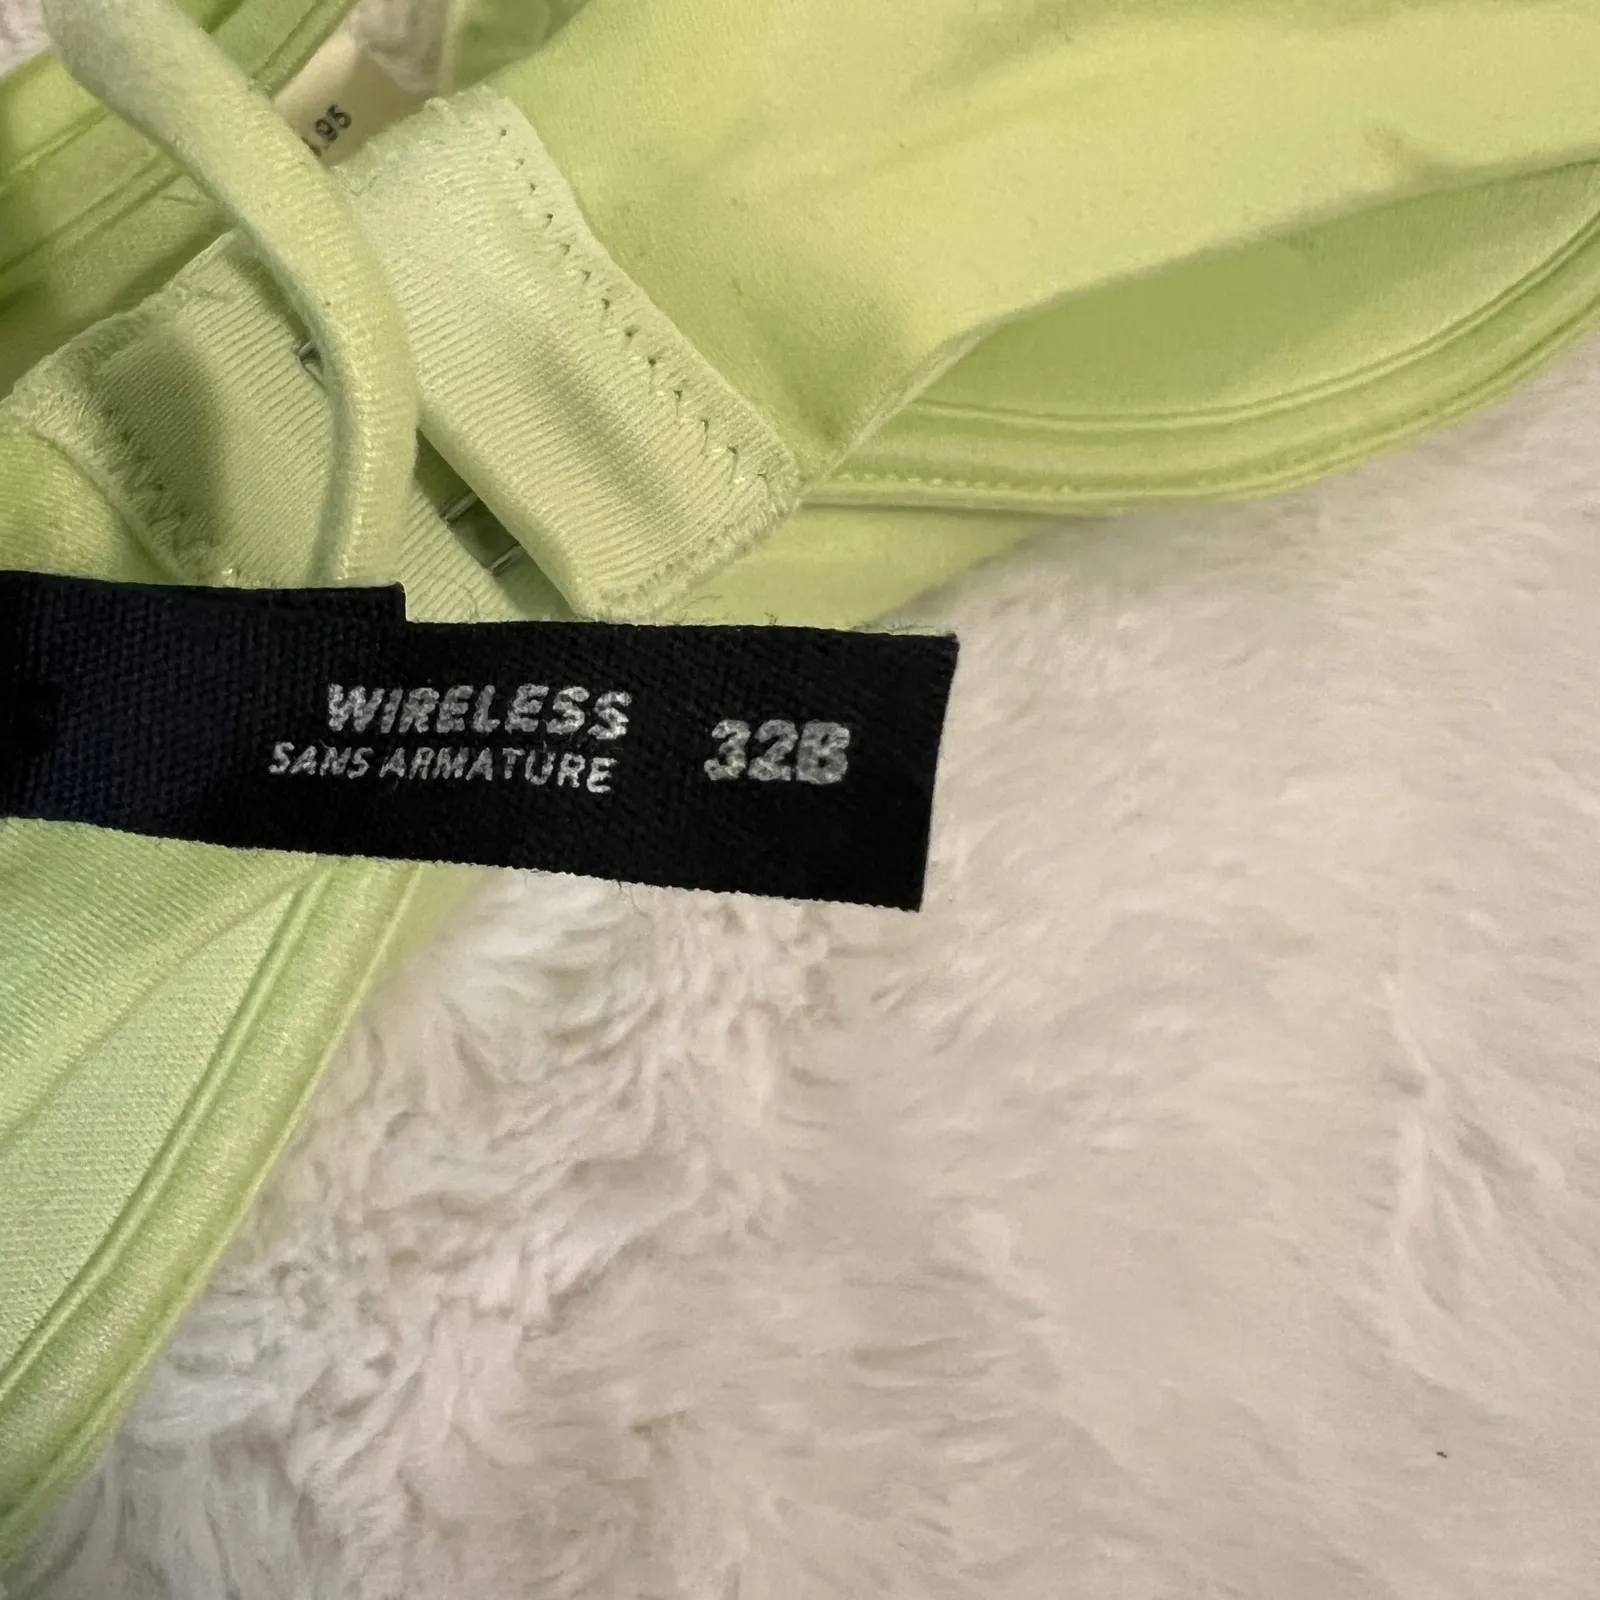 WIRELESS
SANS ARMATURE
32B